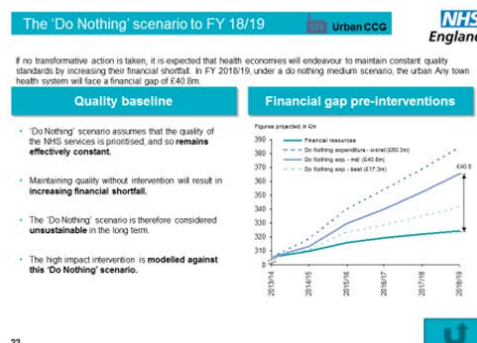 The 'Do Nothing' scenario to FY 18/19
Urban CCG
NHS
England
If no transformative action is taken, it is expected that health economies will endeavour to maintain constant quality
standards by increasing their financial shortfall. In FY 2018/19, under a do nothing medium scenario, the urban Any town
health system will face a financial gap of £40.8m.
Quality baseline
• 'Do Nothing' scenario assumes that the quality of
the NHS services is prioritised, and so remains
effectively constant.
• Maintaining quality without intervention will result in
increasing financial shortfall.
• The 'Do Nothing' scenario is therefore considered
unsustainable in the long term.
• The high impact intervention is modelled against
this 'Do Nothing' scenario.
Financial gap pre-interventions
Figures projected, in £m
Financial resources
Do Nothing expenditure - worst (£60.3m)
Do Nothing exp - mid (£40.8m)
Do Nothing exp - best (£17.3m)
390
380
370
360
350
340
330
320
310
0
£40.8
2013/14
2014/15
2015/16
2016/17
2017/18
2018/19
22